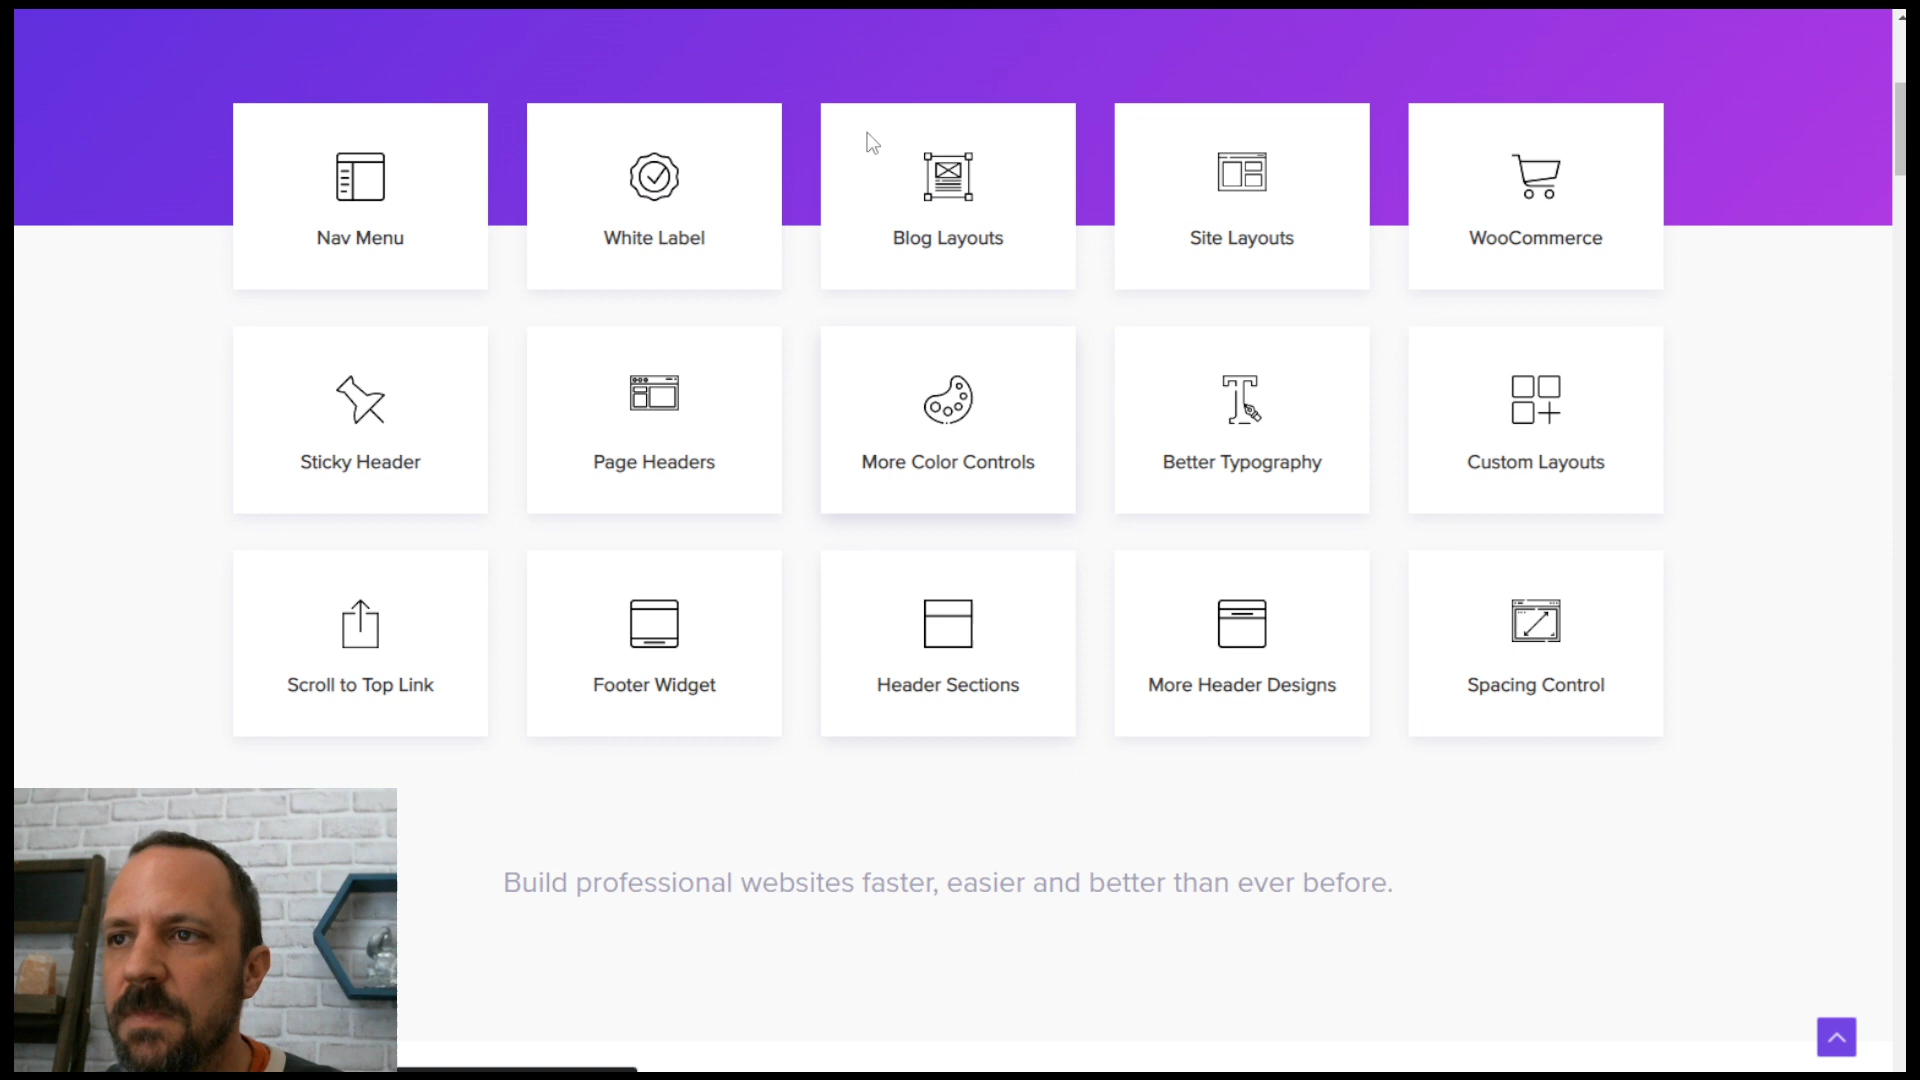 Nav Menu
White Label
Blog Layouts
Site Layouts
WooCommerce
Sticky Header
Page Headers
More Color Controls
Better Typography
Custom Layouts
Scroll to Top Link
Footer Widget
Header Sections
More Header Designs
Spacing Control
Build professional websites faster, easier and better than ever before.